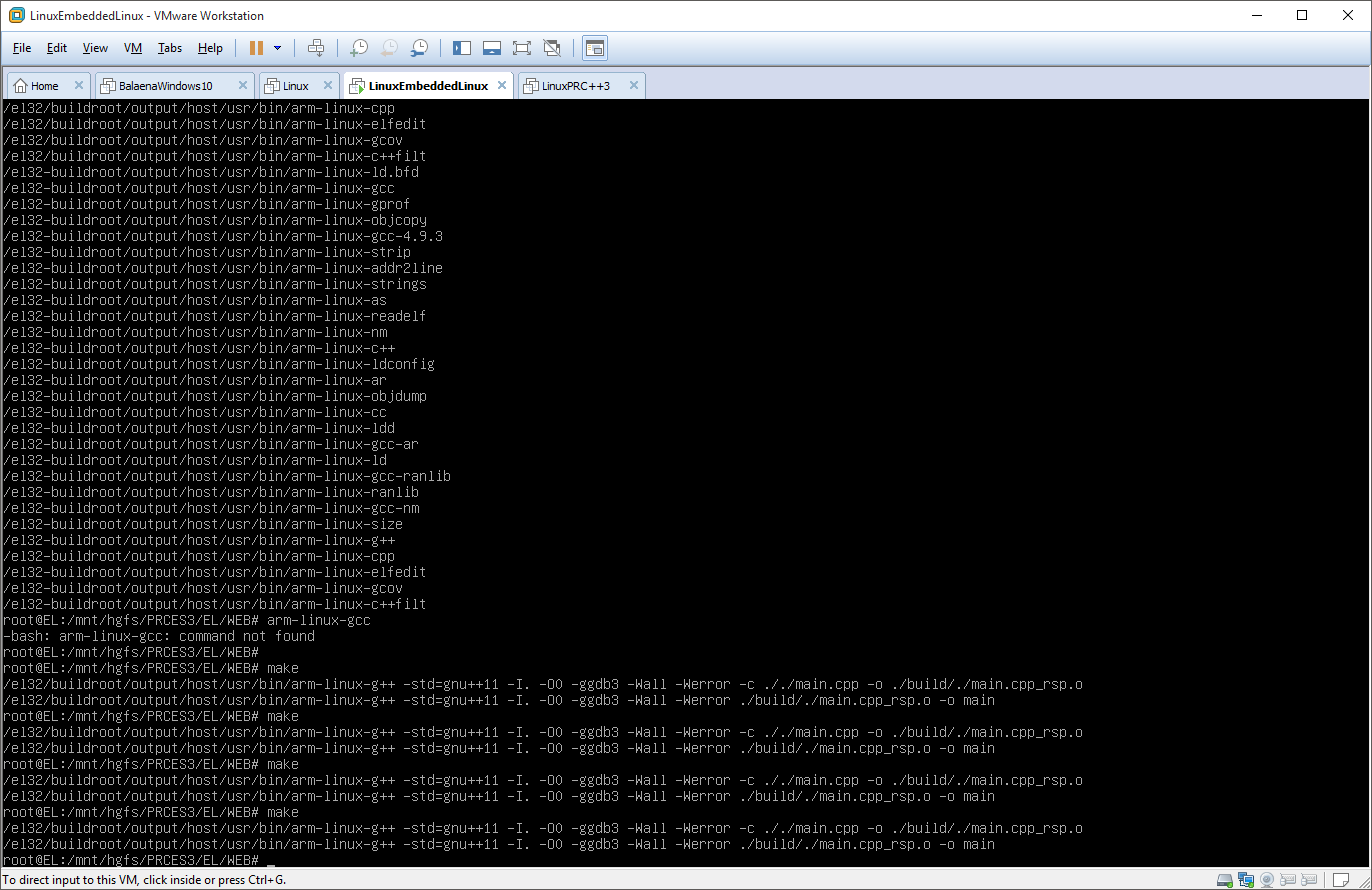 LinuxEmbeddedLinux - VMware Workstation
File Edit View VM Tabs Help
Home BalaenaWindows10 Linux LinuxEmbeddedLinux LinuxPRC++3
/el32/buildroot/output/host/usr/bin/arm-linux-cpp
/el32/buildroot/output/host/usr/bin/arm-linux-elfedit
/el32/buildroot/output/host/usr/bin/arm-linux-gcov
/el32/buildroot/output/host/usr/bin/arm-linux-c++filt
/el32-buildroot/output/host/usr/bin/arm-linux-ld.bfd
/el32-buildroot/output/host/usr/bin/arm-linux-gcc
/el32-buildroot/output/host/usr/bin/arm-linux-gprof
/el32-buildroot/output/host/usr/bin/arm-linux-objcopy
/el32-buildroot/output/host/usr/bin/arm-linux-gcc-4.9.3
/el32-buildroot/output/host/usr/bin/arm-linux-strip
/el32-buildroot/output/host/usr/bin/arm-linux-addr2line
/el32-buildroot/output/host/usr/bin/arm-linux-strings
/el32-buildroot/output/host/usr/bin/arm-linux-as
/el32-buildroot/output/host/usr/bin/arm-linux-readelf
/el32-buildroot/output/host/usr/bin/arm-linux-nm
/el32-buildroot/output/host/usr/bin/arm-linux-c++
/el32-buildroot/output/host/usr/bin/arm-linux-ldconfig
/el32-buildroot/output/host/usr/bin/arm-linux-ar
/el32-buildroot/output/host/usr/bin/arm-linux-objdump
/el32-buildroot/output/host/usr/bin/arm-linux-cc
/el32-buildroot/output/host/usr/bin/arm-linux-ldd
/el32-buildroot/output/host/usr/bin/arm-linux-gcc-ar
/el32-buildroot/output/host/usr/bin/arm-linux-ld
/el32-buildroot/output/host/usr/bin/arm-linux-gcc-ranlib
/el32-buildroot/output/host/usr/bin/arm-linux-ranlib
/el32-buildroot/output/host/usr/bin/arm-linux-gcc-nm
/el32-buildroot/output/host/usr/bin/arm-linux-size
/el32-buildroot/output/host/usr/bin/arm-linux-g++
/el32-buildroot/output/host/usr/bin/arm-linux-cpp
/el32-buildroot/output/host/usr/bin/arm-linux-elfedit
/el32-buildroot/output/host/usr/bin/arm-linux-gcov
/el32-buildroot/output/host/usr/bin/arm-linux-c++filt
root@EL:/mnt/hgfs/PRCES3/EL/WEB# arm-linux-gcc
-bash: arm-linux-gcc: command not found
root@EL:/mnt/hgfs/PRCES3/EL/WEB#
root@EL:/mnt/hgfs/PRCES3/EL/WEB# make
/el32/buildroot/output/host/usr/bin/arm-linux-g++ -std=gnu++11 -I. -O0 -ggdb3 -Wall -Werror -c ././main.cpp -o ./build/./main.cpp_rsp.o
/el32/buildroot/output/host/usr/bin/arm-linux-g++ -std=gnu++11 -I. -O0 -ggdb3 -Wall -Werror ./build/./main.cpp_rsp.o -o main
root@EL:/mnt/hgfs/PRCES3/EL/WEB# make
/el32/buildroot/output/host/usr/bin/arm-linux-g++ -std=gnu++11 -I. -O0 -ggdb3 -Wall -Werror -c ././main.cpp -o ./build/./main.cpp_rsp.o
/el32/buildroot/output/host/usr/bin/arm-linux-g++ -std=gnu++11 -I. -O0 -ggdb3 -Wall -Werror ./build/./main.cpp_rsp.o -o main
root@EL:/mnt/hgfs/PRCES3/EL/WEB# make
/el32/buildroot/output/host/usr/bin/arm-linux-g++ -std=gnu++11 -I. -O0 -ggdb3 -Wall -Werror -c ././main.cpp -o ./build/./main.cpp_rsp.o
/el32/buildroot/output/host/usr/bin/arm-linux-g++ -std=gnu++11 -I. -O0 -ggdb3 -Wall -Werror ./build/./main.cpp_rsp.o -o main
root@EL:/mnt/hgfs/PRCES3/EL/WEB# make
/el32/buildroot/output/host/usr/bin/arm-linux-g++ -std=gnu++11 -I. -O0 -ggdb3 -Wall -Werror -c ././main.cpp -o ./build/./main.cpp_rsp.o
/el32/buildroot/output/host/usr/bin/arm-linux-g++ -std=gnu++11 -I. -O0 -ggdb3 -Wall -Werror ./build/./main.cpp_rsp.o -o main
root@EL:/mnt/hgfs/PRCES3/EL/WEB# _
To direct input to this VM, click inside or press Ctrl+G.